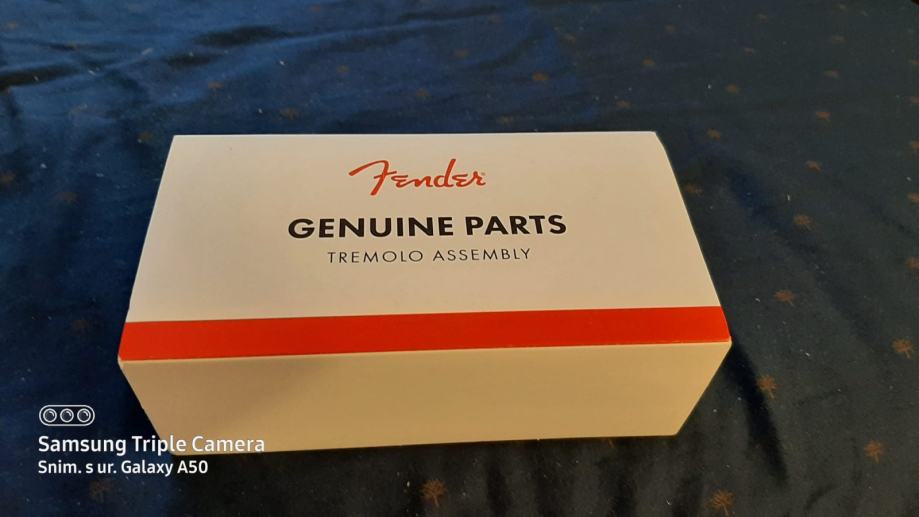 Fender
GENUINE PARTS
TREMOLO ASSEMBLY
Samsung Triple Camera
Snim. s ur. Galaxy A50